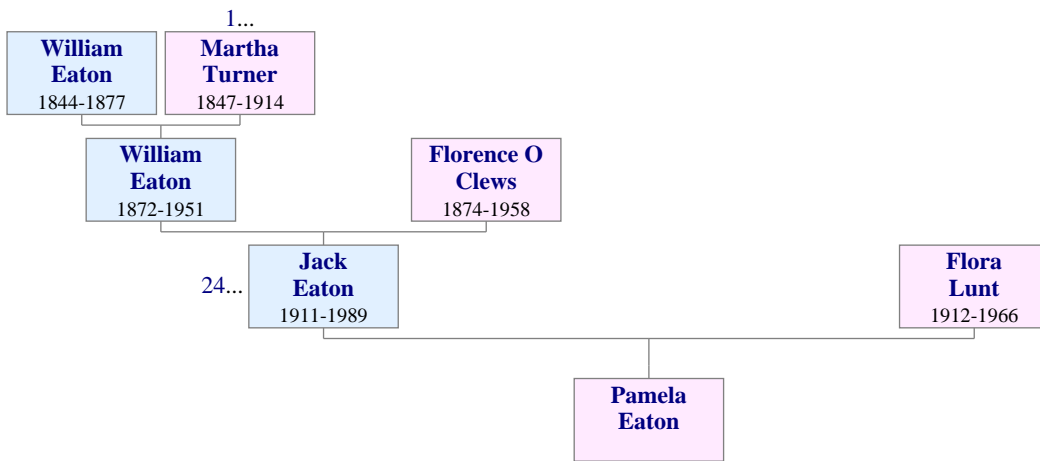 1...
William
Eaton
1844-1877
Martha
Turner
1847-1914
William
Eaton
1872-1951
Florence O
Clews
1874-1958
24...
Jack
Eaton
1911-1989
Flora
Lunt
1912-1966
Pamela
Eaton